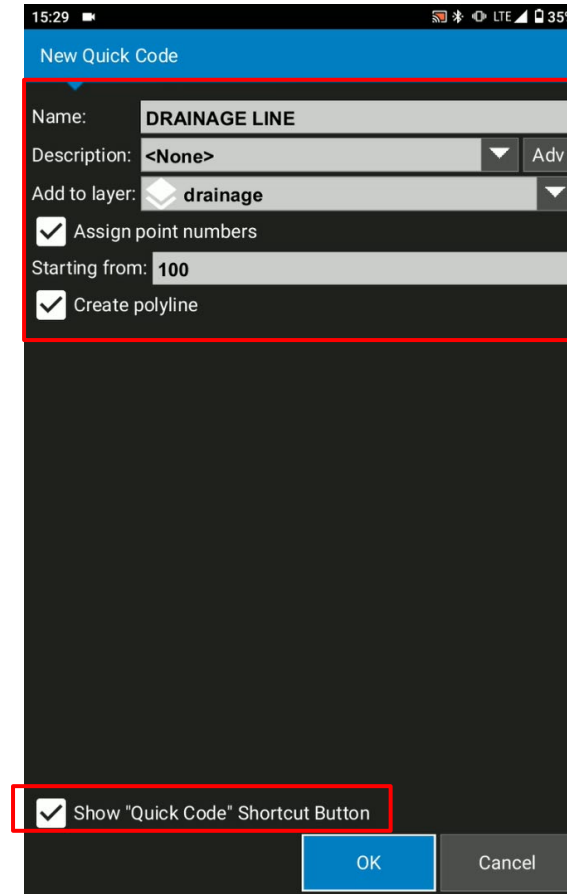 15:29 LTE 35°
New Quick Code
Name: DRAINAGE LINE
Description: <None> Adv
Add to layer: drainage
Assign point numbers
Starting from: 100
Create polyline
Show "Quick Code" Shortcut Button
OK Cancel